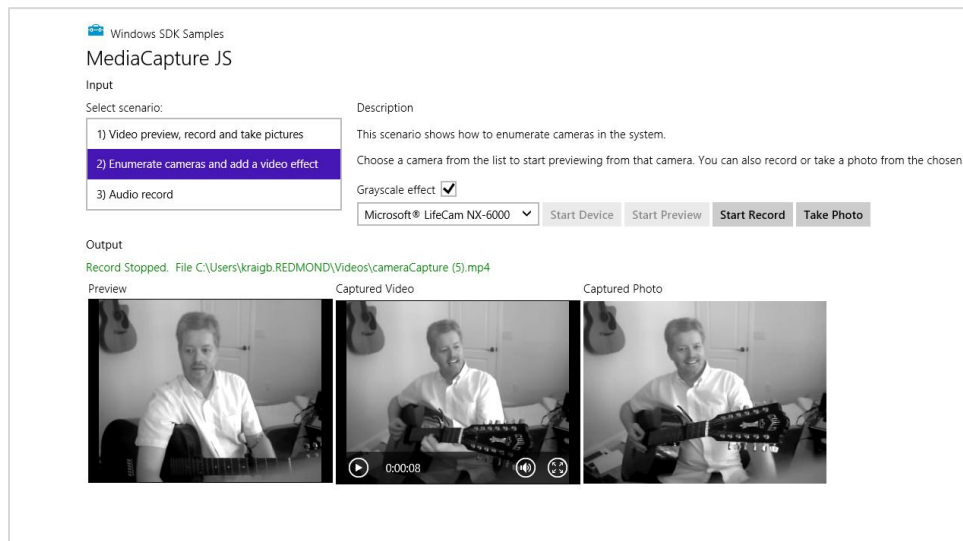 Windows SDK Samples
MediaCapture JS
Input
Select scenario:
1) Video preview, record and take pictures
2) Enumerate cameras and add a video effect
3) Audio record
Description
This scenario shows how to enumerate cameras in the system.
Choose a camera from the list to start previewing from that camera. You can also record or take a photo from the chosen
Grayscale effect
Microsoft® LifeCam NX-6000 Start Device Start Preview Start Record Take Photo
Output
Record Stopped. File C:\Users\kraigb.REDMOND\Videos\cameraCapture (5).mp4
Preview Captured Video Captured Photo
0:00:08